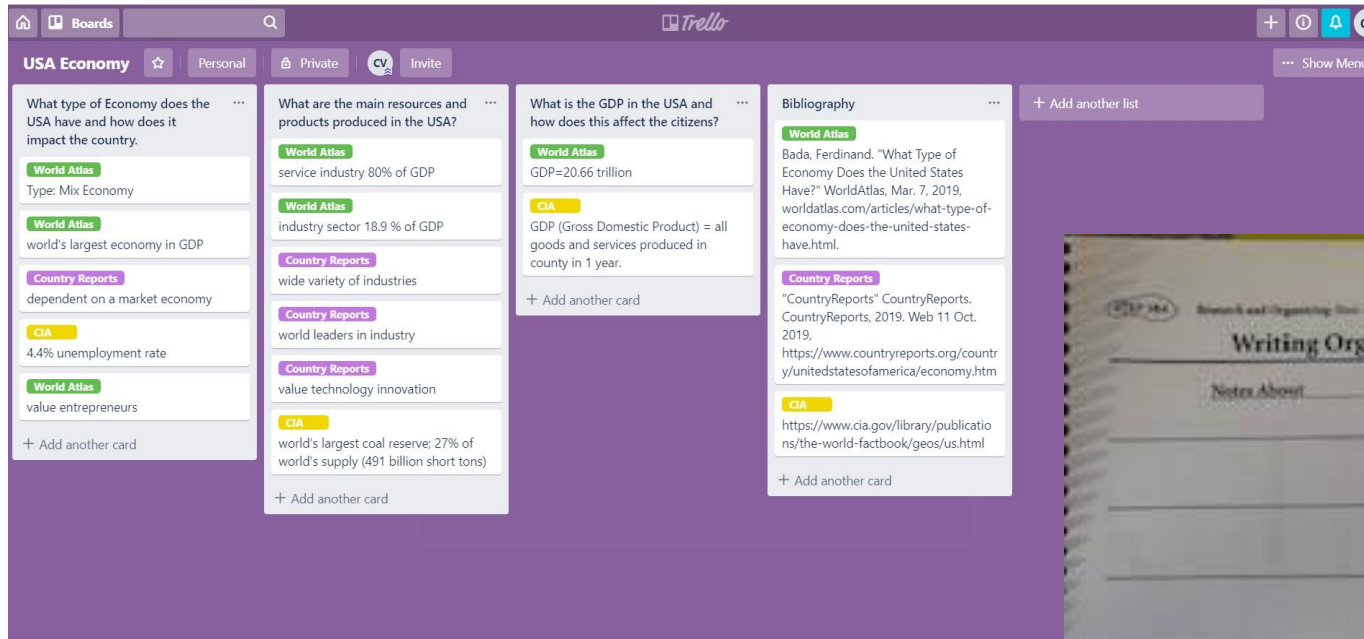 Boards
Trello
USA Economy
Personal
Private
CV
Invite
... Show Menu
What type of Economy does the
USA have and how does it
impact the country.
World Atlas
Type: Mix Economy
World Atlas
world's largest economy in GDP
Country Reports
dependent on a market economy
CIA
4.4% unemployment rate
World Atlas
value entrepreneurs
+ Add another card
What are the main resources and
products produced in the USA?
World Atlas
service industry 80% of GDP
World Atlas
industry sector 18.9 % of GDP
Country Reports
wide variety of industries
Country Reports
world leaders in industry
Country Reports
value technology innovation
CIA
world's largest coal reserve; 27% of
world's supply (491 billion short tons)
+ Add another card
What is the GDP in the USA and
how does this affect the citizens?
World Atlas
GDP=20.66 trillion
CIA
GDP (Gross Domestic Product) = all
goods and services produced in
county in 1 year.
+ Add another card
Bibliography
World Atlas
Bada, Ferdinand. "What Type of
Economy Does the United States
Have?" WorldAtlas, Mar. 7, 2019,
worldatlas.com/articles/what-type-of-
economy-does-the-united-states-
have.html.
Country Reports
"CountryReports" CountryReports.
CountryReports, 2019. Web 11 Oct.
2019,
https://www.countryreports.org/countr
y/unitedstatesofamerica/economy.htm
CIA
https://www.cia.gov/library/publicatio
ns/the-world-factbook/geos/us.html
+ Add another card
+ Add another list
Research and Organizing
Writing Org
Notes About